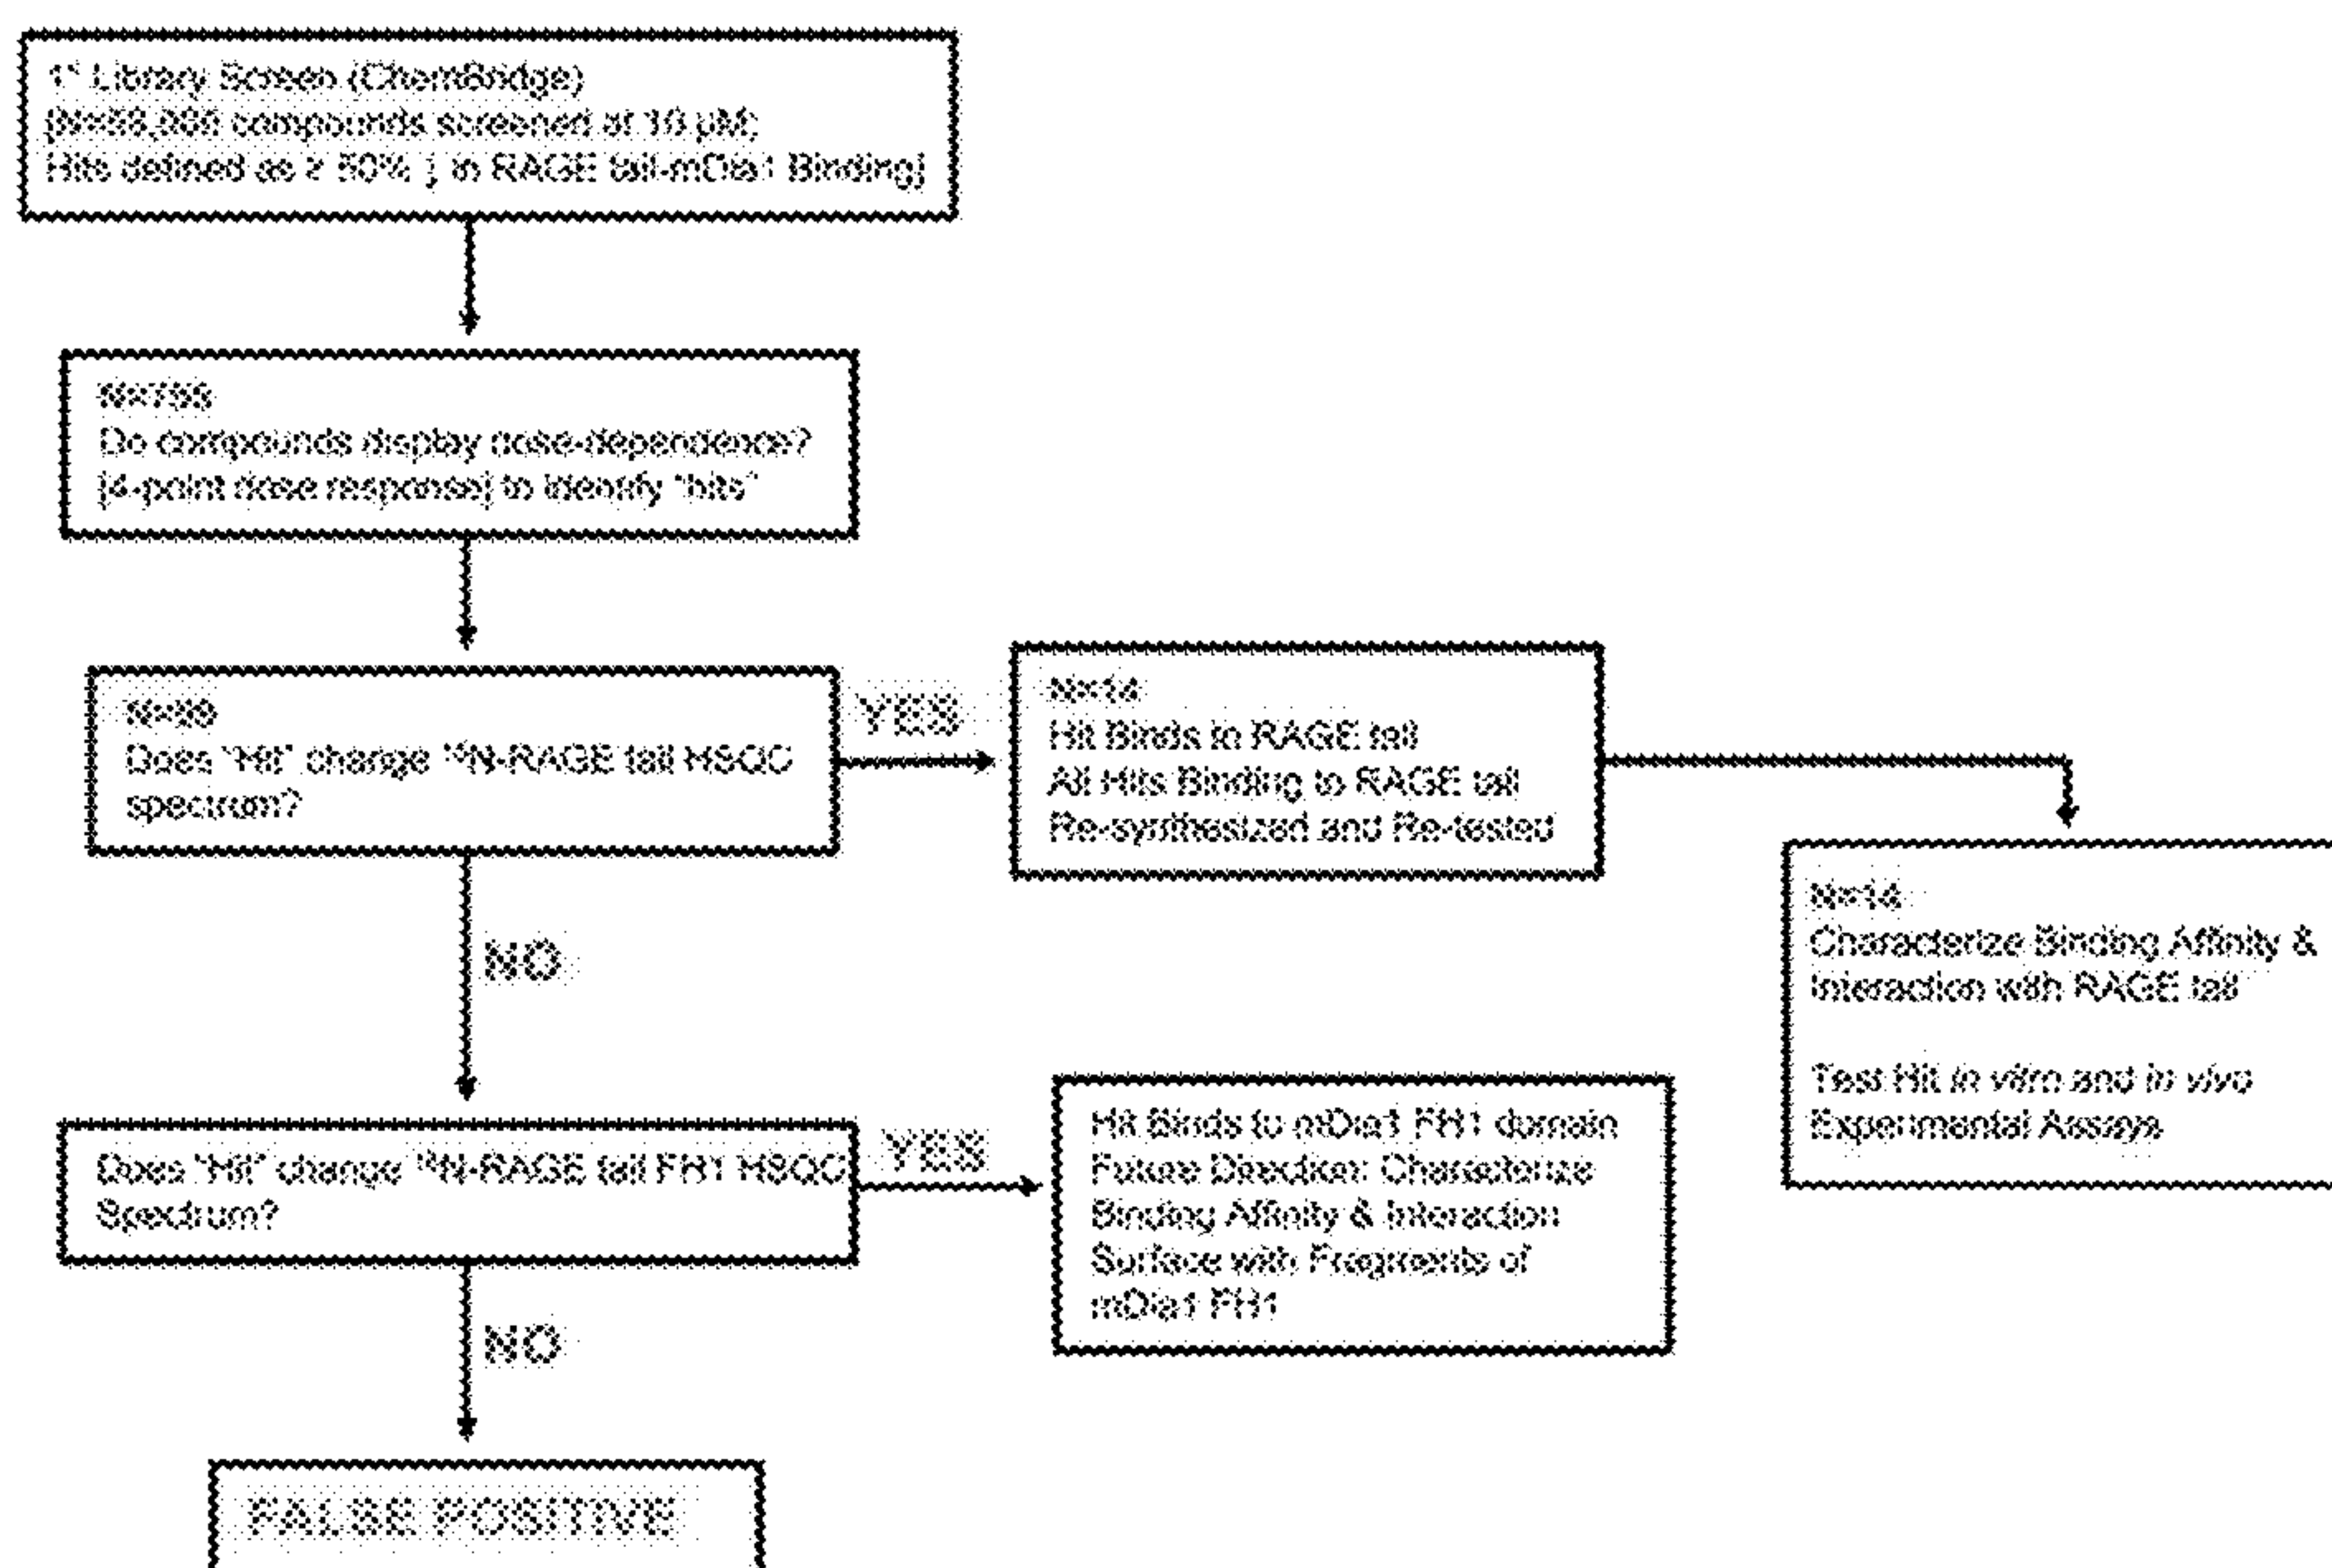 1° Library Screen (ChemBridge)
compounds screened at 10 µM;
Hits defined as ≥ 50% ↓ in RAGE tail-mDia1 Binding]
Do compounds display dose-dependence?
[4-point dose response] to identify "hits"
Does "Hit" change ¹⁵N-RAGE tail HSQC
spectrum?
YES
N=14
Hit Binds to RAGE tail
All Hits Binding to RAGE tail
Re-synthesized and Re-tested
N=14
Characterize Binding Affinity &
Interaction with RAGE tail
Test Hit in vitro and in vivo
Experimental Assays
NO
Does "Hit" change ¹⁵N-RAGE tail FH1 HSQC
Spectrum?
YES
Hit Binds to mDia1 FH1 domain
Future Direction: Characterize
Binding Affinity & Interaction
Surface with Fragments of
mDia1 FH1
NO
FALSE POSITIVE